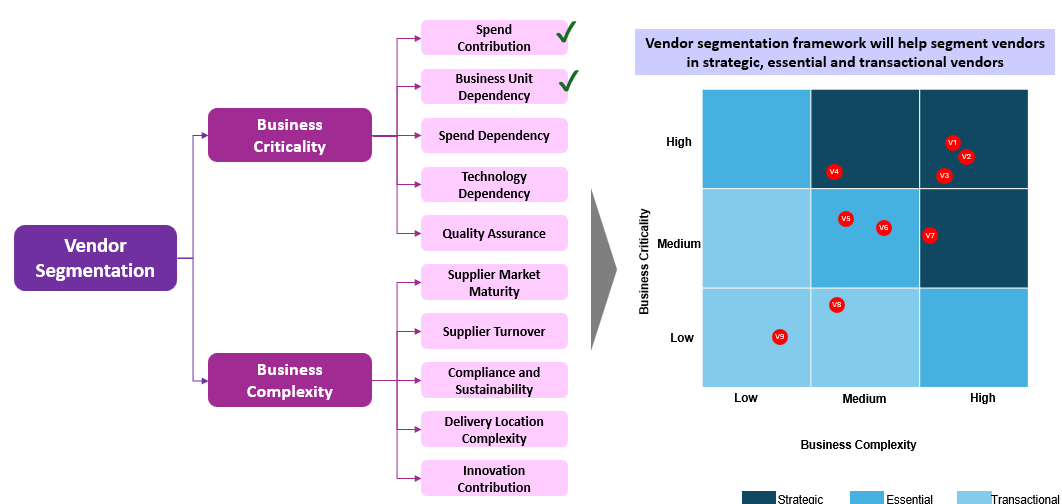 Vendor
Segmentation
Business
Criticality
Business
Complexity
Spend
Contribution
Business Unit
Dependency
Spend Dependency
Technology
Dependency
Quality Assurance
Supplier Market
Maturity
Supplier Turnover
Compliance and
Sustainability
Delivery Location
Complexity
Innovation
Contribution
Vendor segmentation framework will help segment vendors
in strategic, essential and transactional vendors
Business Criticality
High
Medium
Low
V1
V2
V3
V4
V5
V6
V7
V8
V9
Low
Medium
High
Business Complexity
Strategic
Essential
Transactional